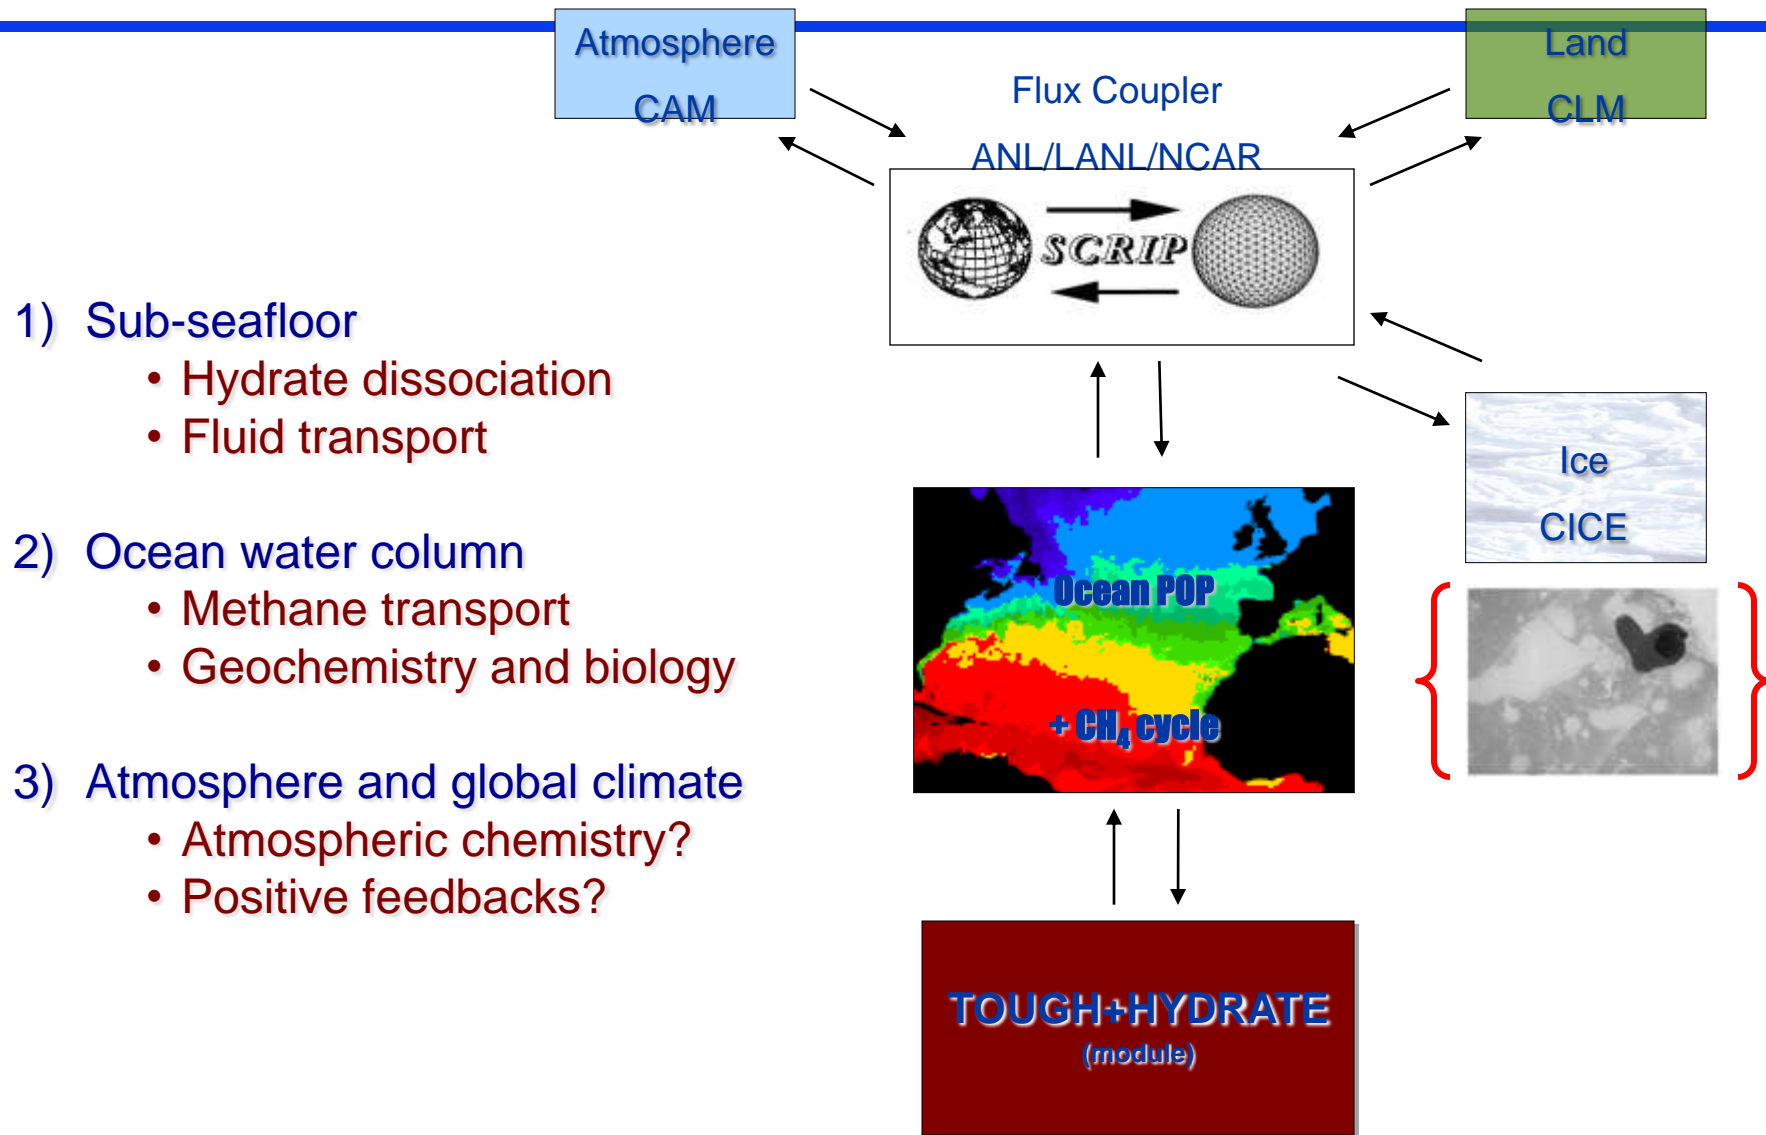 Atmosphere
CAM
Flux Coupler
ANL/LANL/NCAR
Land
CLM
SCRIP
1) Sub-seafloor
• Hydrate dissociation
• Fluid transport
2) Ocean water column
• Methane transport
• Geochemistry and biology
3) Atmosphere and global climate
• Atmospheric chemistry?
• Positive feedbacks?
Ice
CICE
Ocean POP
+ CH₄ cycle
TOUGH+HYDRATE
(module)